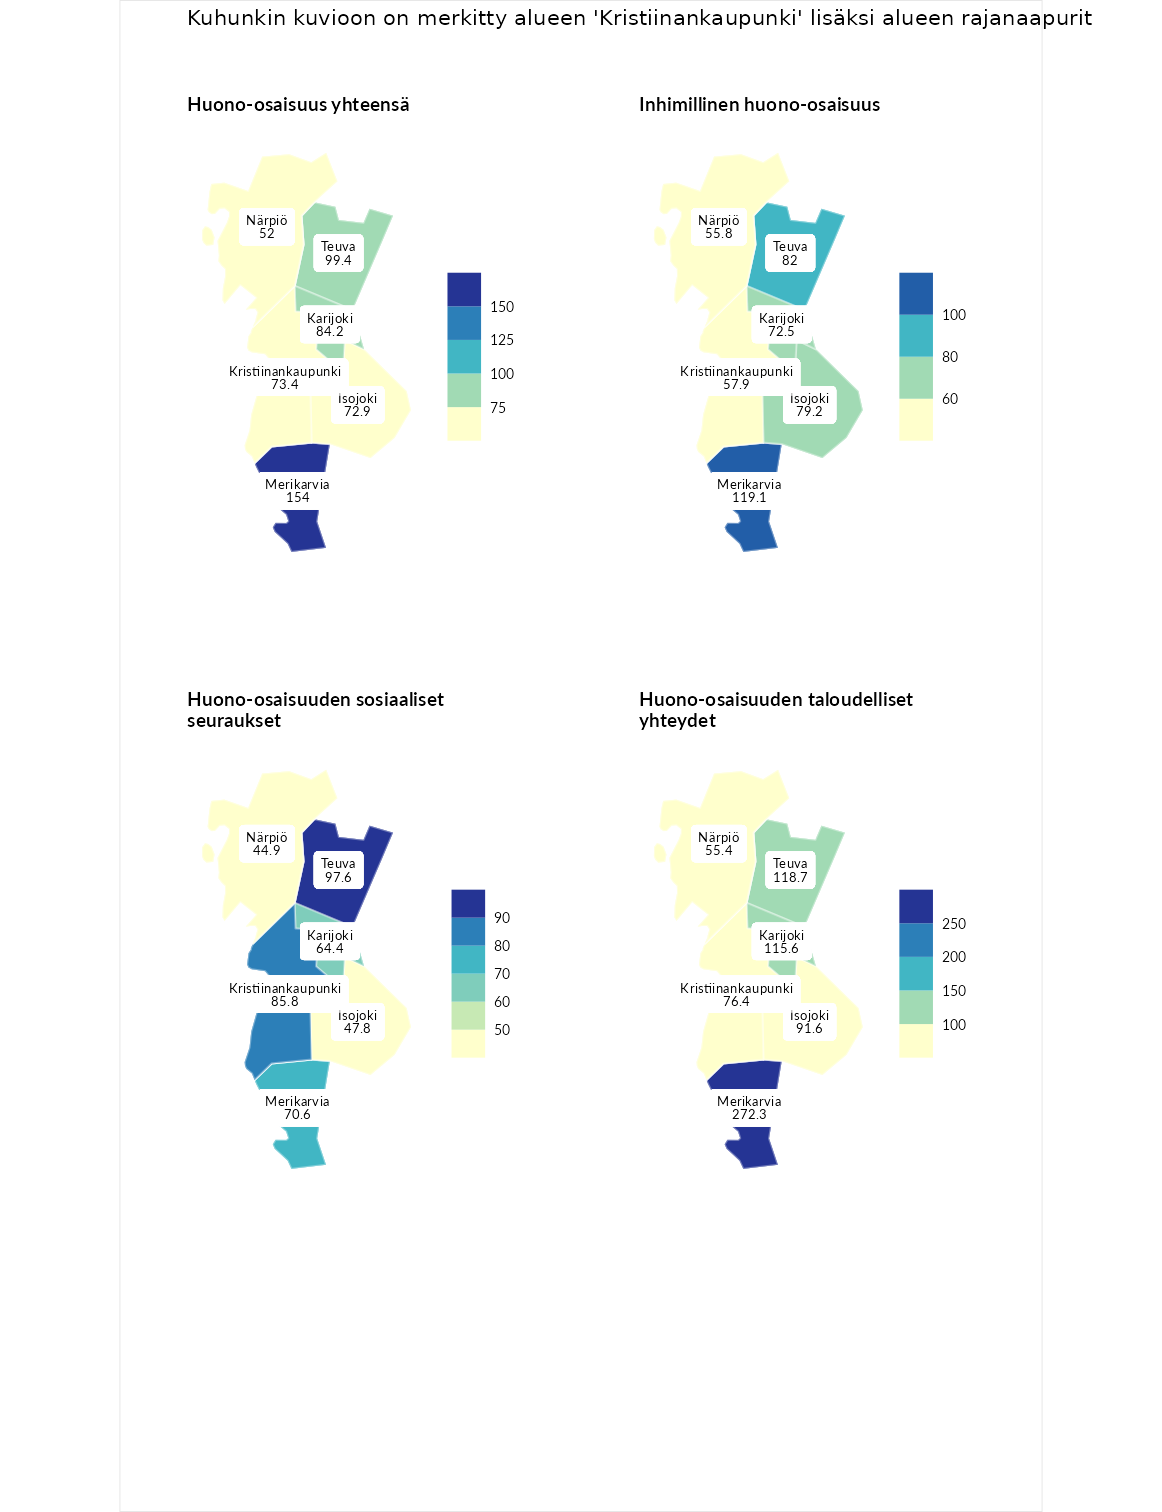 Kuhunkin kuvioon on merkitty alueen 'Kristiinankaupunki' lisäksi alueen rajanaapurit
Huono-osaisuus yhteensä
Närpiö
52
Teuva
99.4
Karijoki
84.2
Kristiinankaupunki
73.4
Isojoki
72.9
Merikarvia
154
150
125
100
75
Inhimillinen huono-osaisuus
Närpiö
55.8
Teuva
82
Karijoki
72.5
Kristiinankaupunki
57.9
Isojoki
79.2
Merikarvia
119.1
100
80
60
Huono-osaisuuden sosiaaliset
seuraukset
Närpiö
44.9
Teuva
97.6
Karijoki
64.4
Kristiinankaupunki
85.8
Isojoki
47.8
Merikarvia
70.6
90
80
70
60
50
Huono-osaisuuden taloudelliset
yhteydet
Närpiö
55.4
Teuva
118.7
Karijoki
115.6
Kristiinankaupunki
76.4
Isojoki
91.6
Merikarvia
272.3
250
200
150
100